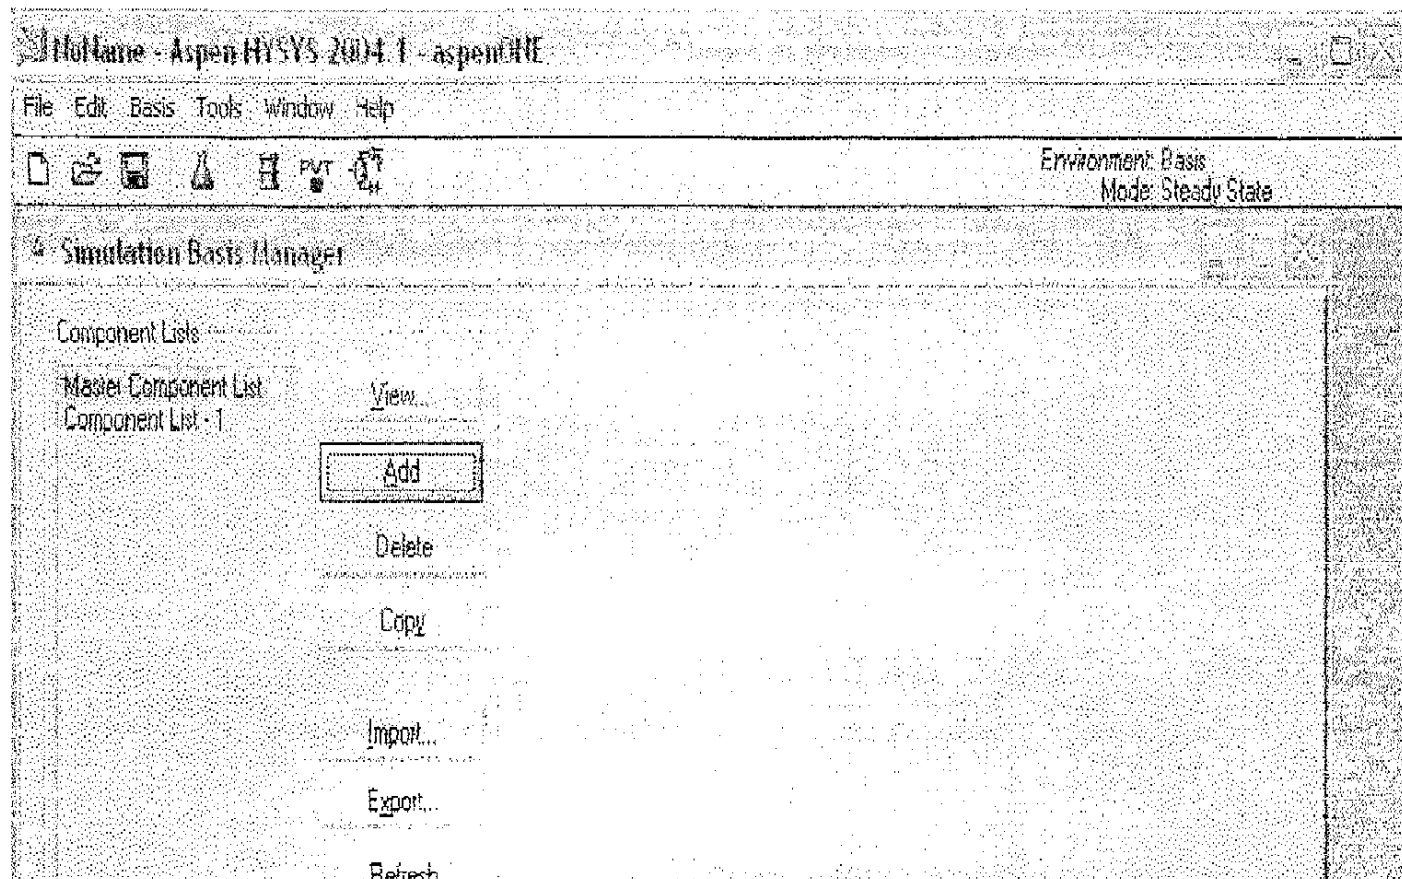 NoName - Aspen HYSYS 2004.1 - aspenONE
File Edit Basis Tools Window Help
PVT
Environment: Basis
Mode: Steady State
Simulation Basis Manager
Component Lists
Master Component List
Component List - 1
View...
Add
Delete
Copy
Import...
Export...
Refresh